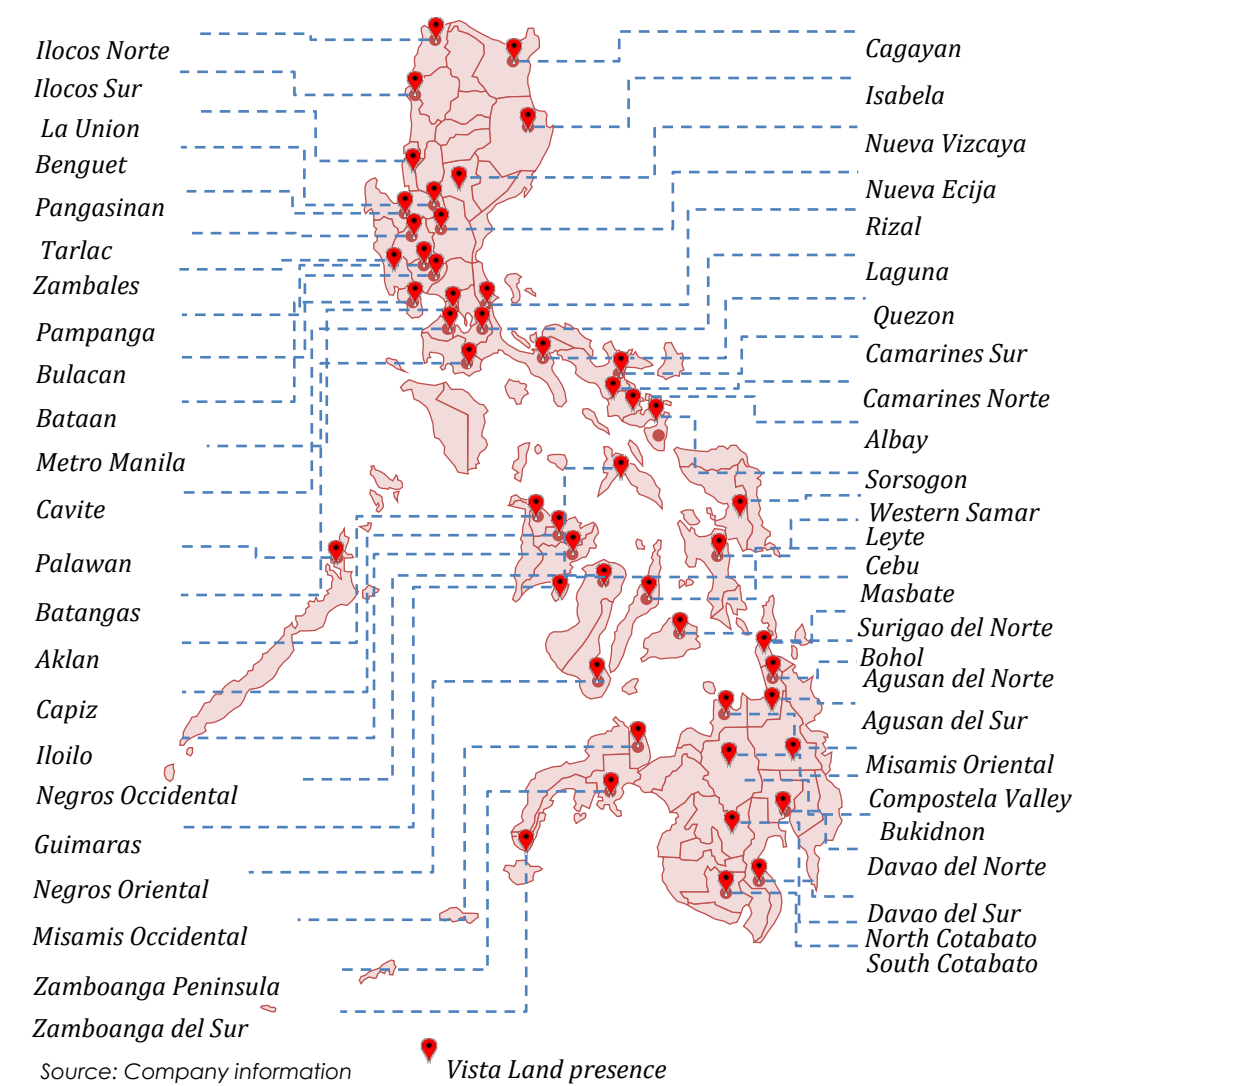 Ilocos Norte
Ilocos Sur
La Union
Benguet
Pangasinan
Tarlac
Zambales
Pampanga
Bulacan
Bataan
Metro Manila
Cavite
Palawan
Batangas
Aklan
Capiz
Iloilo
Negros Occidental
Guimaras
Negros Oriental
Misamis Occidental
Zamboanga Peninsula
Zamboanga del Sur
Cagayan
Isabela
Nueva Vizcaya
Nueva Ecija
Rizal
Laguna
Quezon
Camarines Sur
Camarines Norte
Albay
Sorsogon
Western Samar
Leyte
Cebu
Masbate
Surigao del Norte
Bohol
Agusan del Norte
Agusan del Sur
Misamis Oriental
Compostela Valley
Bukidnon
Davao del Norte
Davao del Sur
North Cotabato
South Cotabato
Source: Company information
Vista Land presence